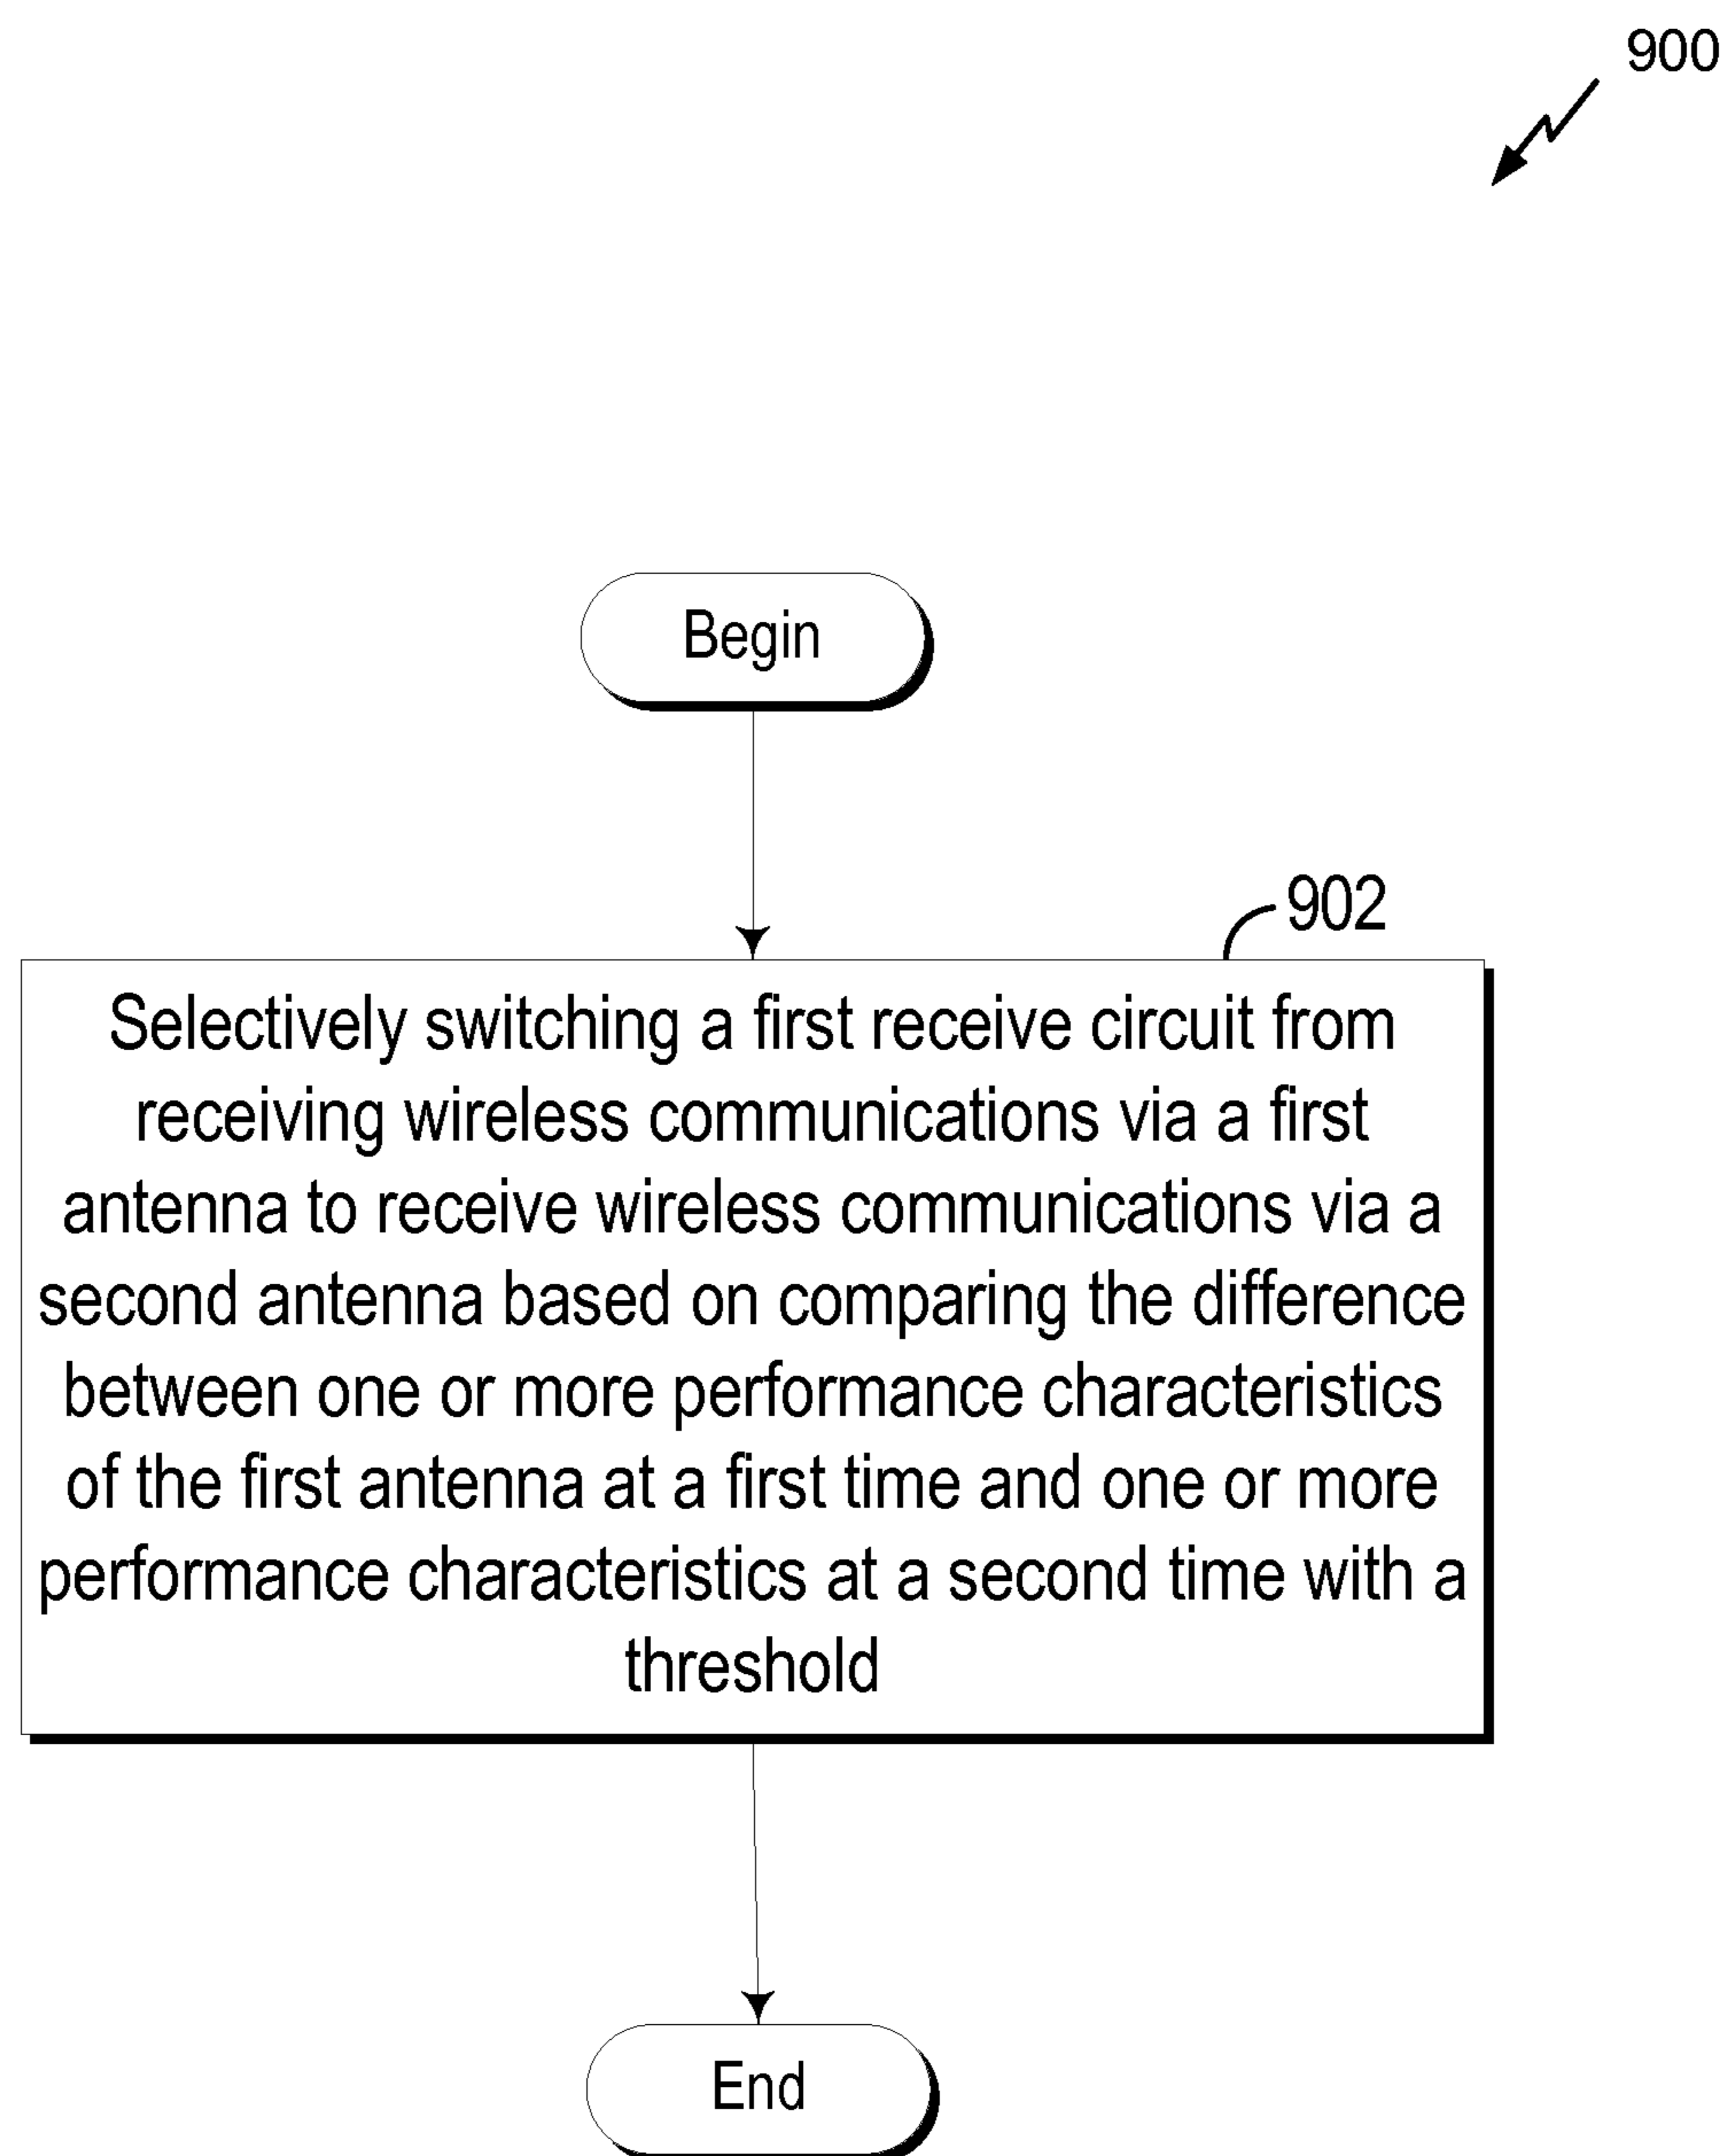 900
Begin
902
Selectively switching a first receive circuit from
receiving wireless communications via a first
antenna to receive wireless communications via a
second antenna based on comparing the difference
between one or more performance characteristics
of the first antenna at a first time and one or more
performance characteristics at a second time with a
threshold
End